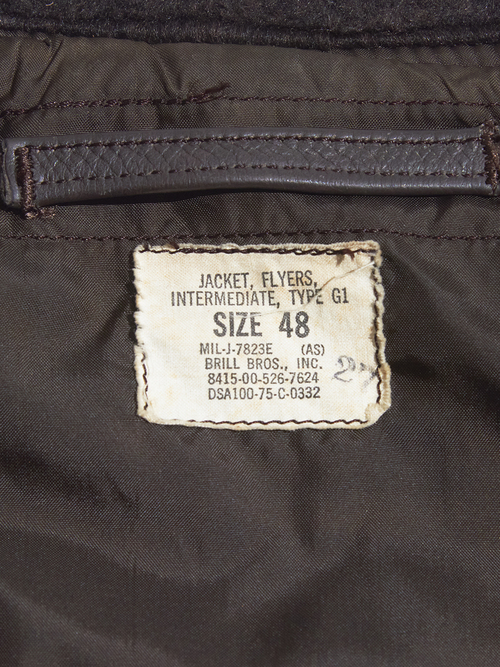 JACKET, FLYERS,
INTERMEDIATE, TYPE G1
SIZE 48
MIL-J-7823E (AS)
BRILL BROS., INC.
8415-00-526-7624
DSA100-75-C-0332